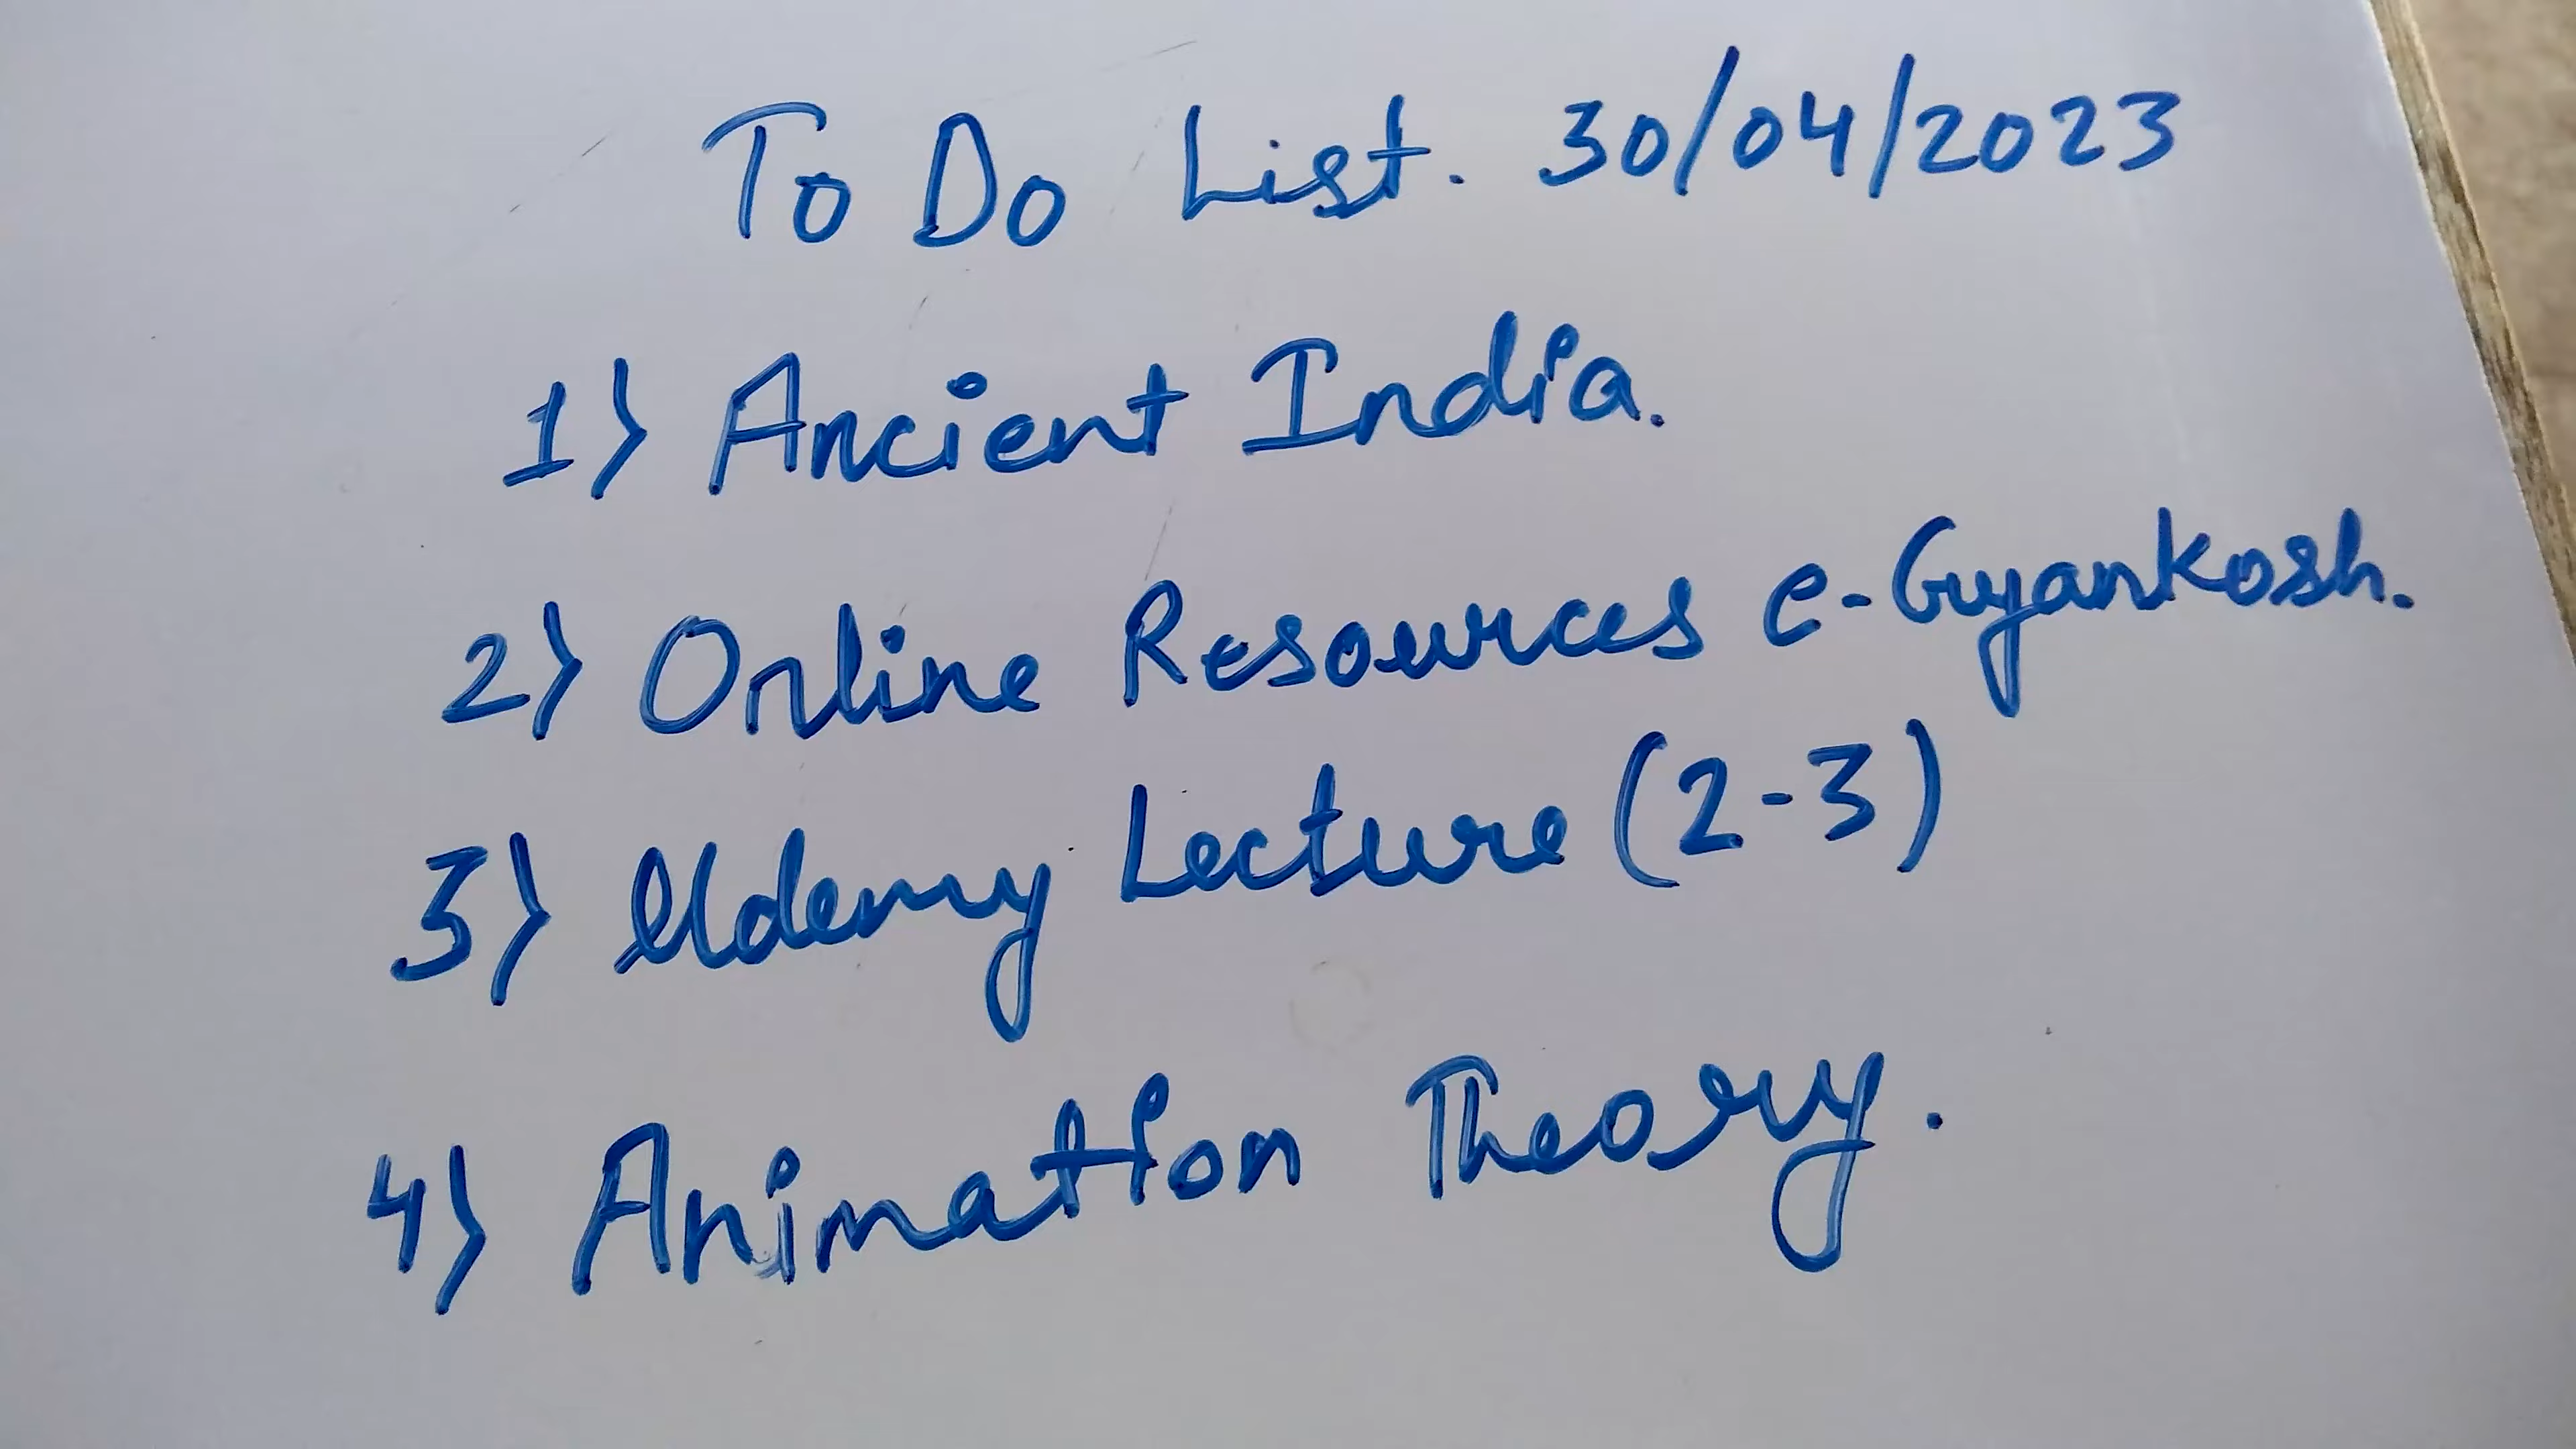 To Do List. 30/04/2023
1) Ancient India.
2) Online Resources e-Gyankosh.
3) Udemy Lecture (2-3)
4) Animation Theory.